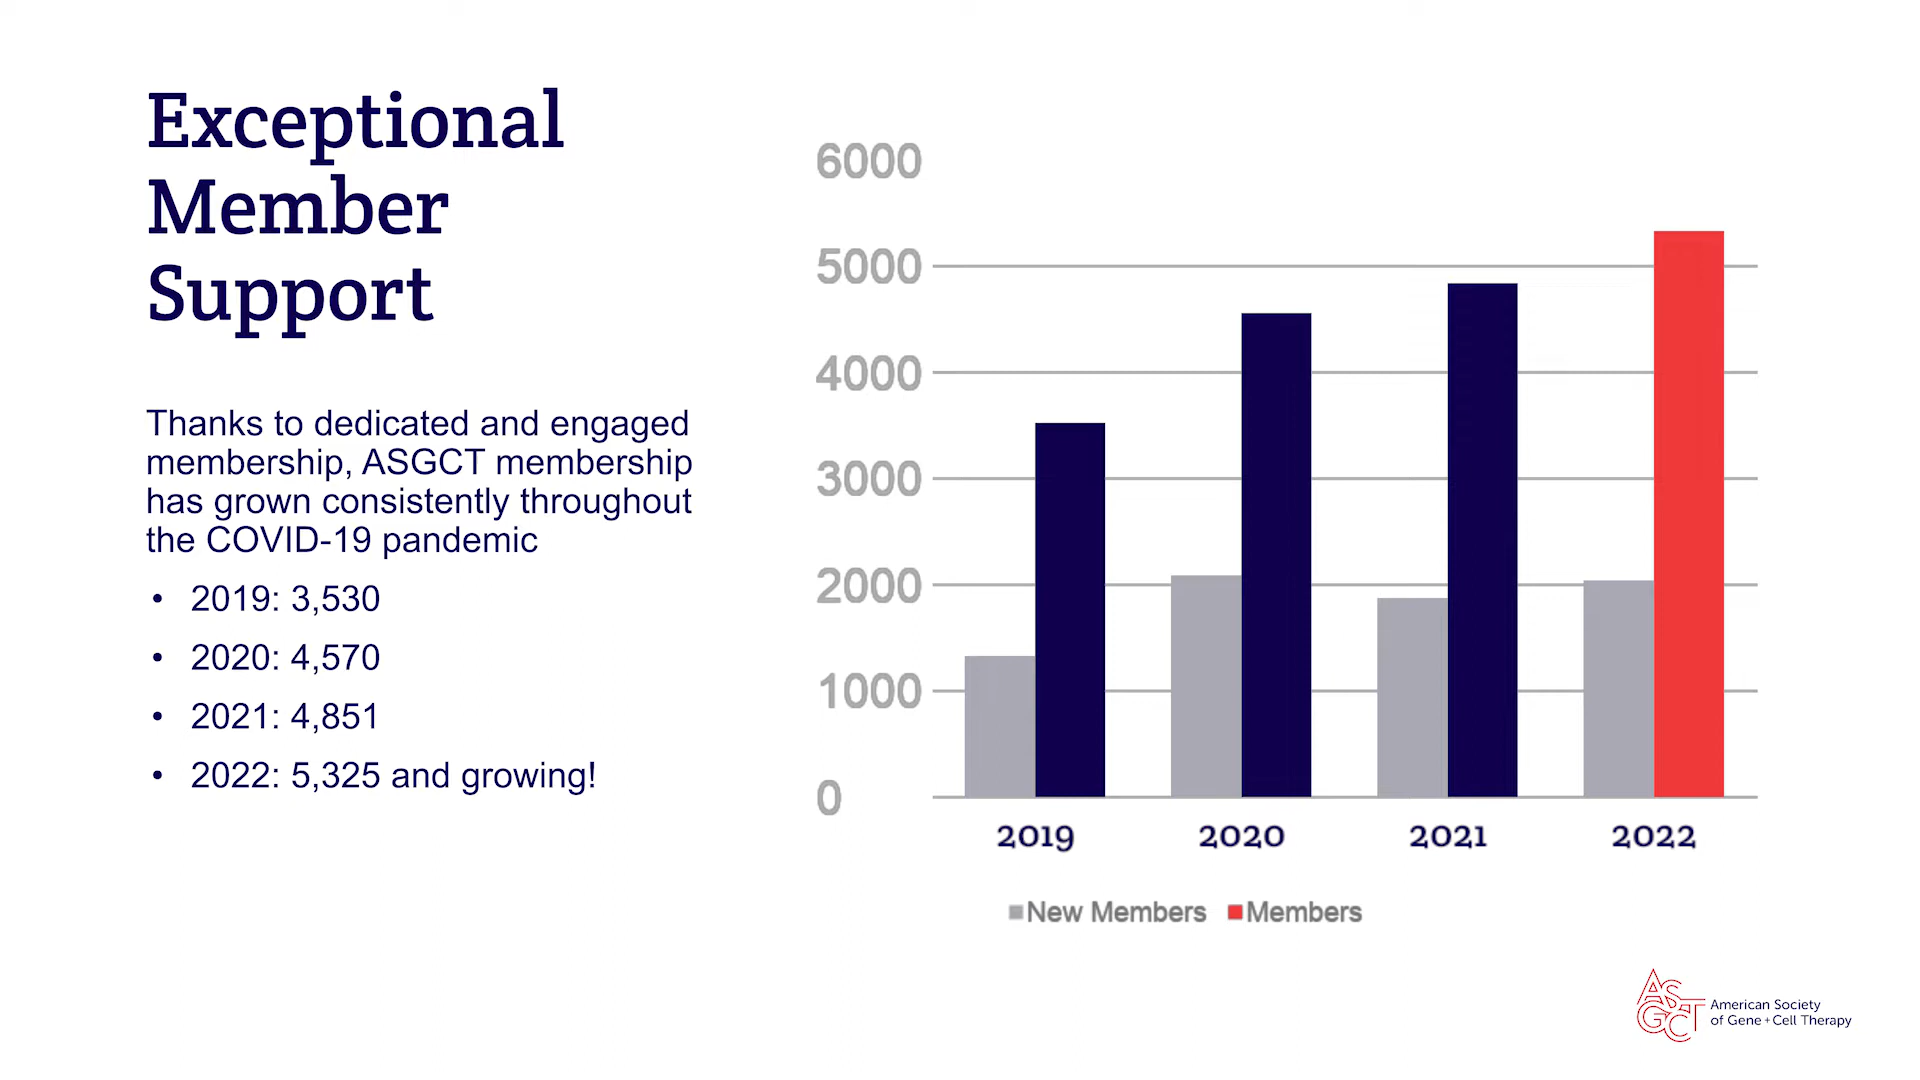 Exceptional
Member
Support
Thanks to dedicated and engaged
membership, ASGCT membership
has grown consistently throughout
the COVID-19 pandemic
• 2019: 3,530
• 2020: 4,570
• 2021: 4,851
• 2022: 5,325 and growing!
6000
5000
4000
3000
2000
1000
0
2019 2020 2021 2022
New Members Members
ASGCT
American Society
of Gene + Cell Therapy